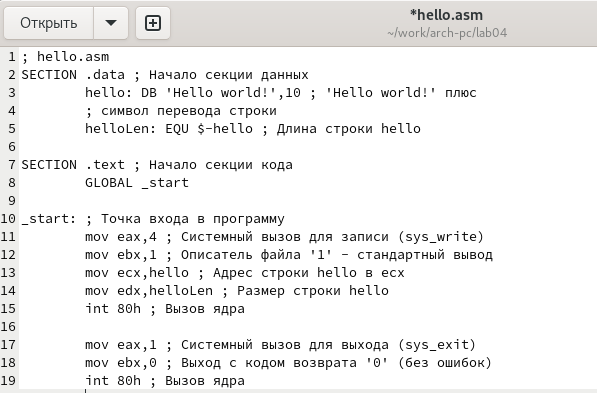 Открыть
*hello.asm
~/work/arch-pc/lab04
1 ; hello.asm
2 SECTION .data ; Начало секции данных
3         hello: DB 'Hello world!',10 ; 'Hello world!' плюс
4         ; символ перевода строки
5         helloLen: EQU $-hello ; Длина строки hello
6
7 SECTION .text ; Начало секции кода
8         GLOBAL _start
9
10 _start: ; Точка входа в программу
11         mov eax,4 ; Системный вызов для записи (sys_write)
12         mov ebx,1 ; Описатель файла '1' - стандартный вывод
13         mov ecx,hello ; Адрес строки hello в ecx
14         mov edx,helloLen ; Размер строки hello
15         int 80h ; Вызов ядра
16
17         mov eax,1 ; Системный вызов для выхода (sys_exit)
18         mov ebx,0 ; Выход с кодом возврата '0' (без ошибок)
19         int 80h ; Вызов ядра